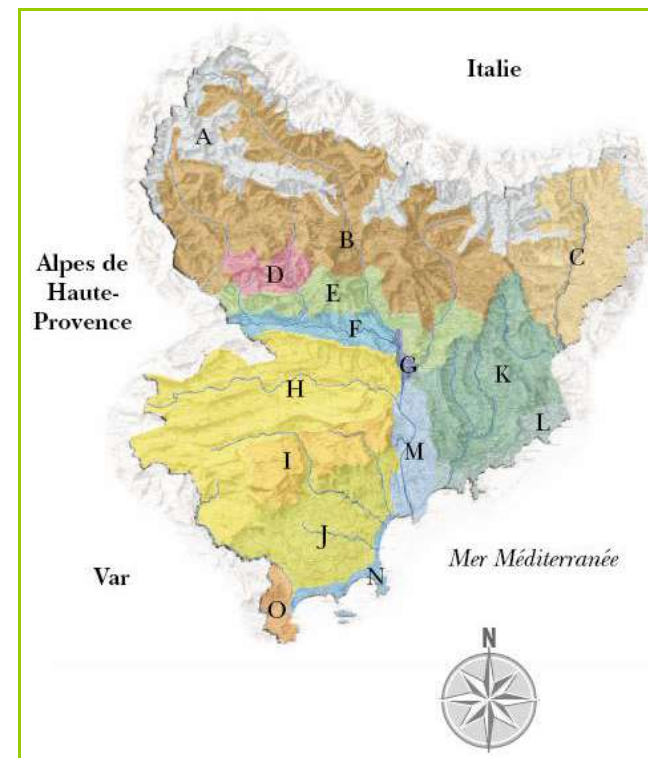 Italie
A
B
C
Alpes de
Haute-
Provence
D
E
F
G
H
K
L
I
M
J
Mer Méditerranée
Var
N
O
N